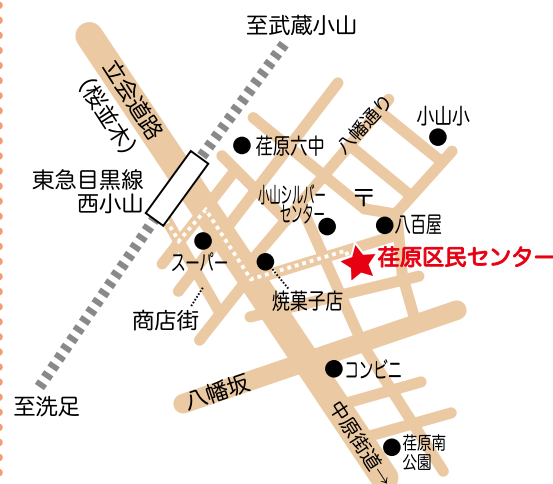 至武蔵小山
立会道路
(桜並木)
東急目黒線
西小山
荏原六中
八幡通り
小山小
小山シルバー
センター
〒
八百屋
荏原区民センター
スーパー
焼菓子店
商店街
至洗足
八幡坂
コンビニ
中原街道→
荏原南
公園